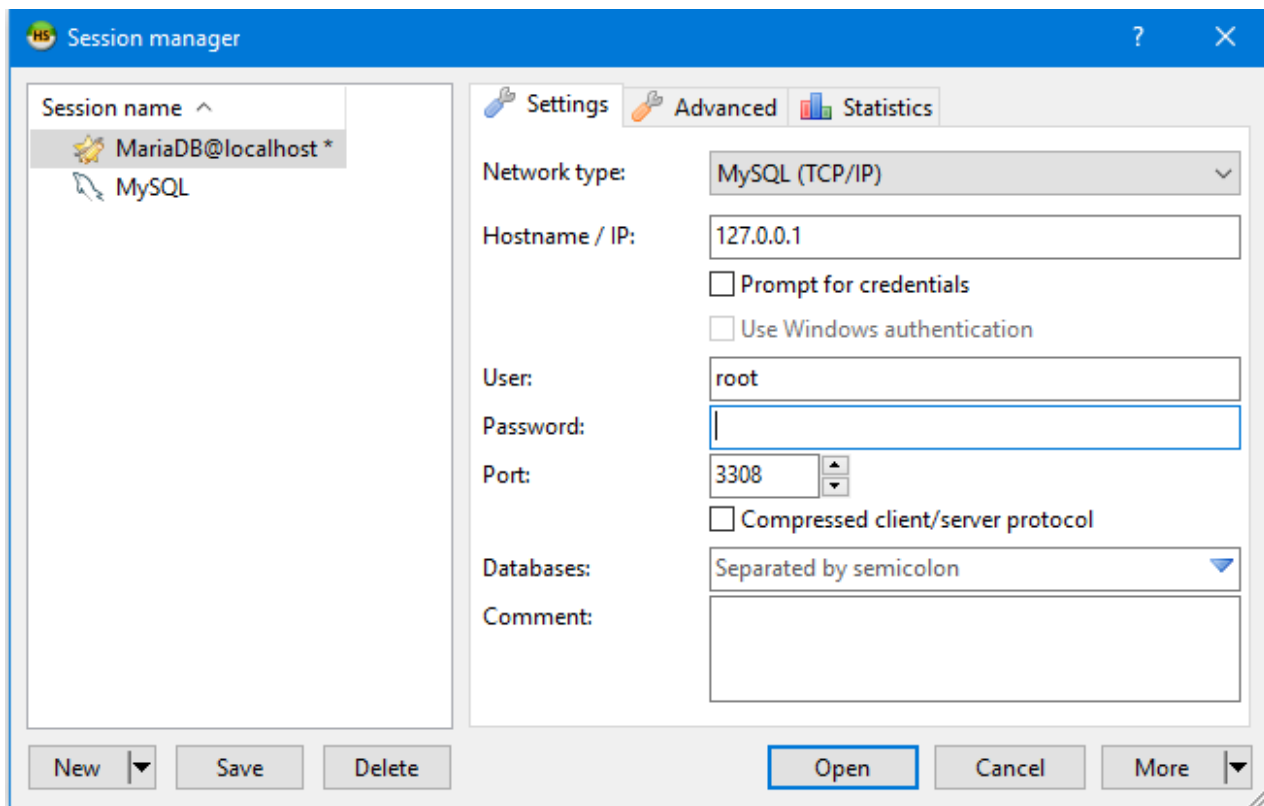 HS Session manager ?
Session name
MariaDB@localhost *
MySQL
Settings Advanced Statistics
Network type: MySQL (TCP/IP)
Hostname / IP: 127.0.0.1
Prompt for credentials
Use Windows authentication
User: root
Password:
Port: 3308
Compressed client/server protocol
Databases: Separated by semicolon
Comment:
New Save Delete Open Cancel More